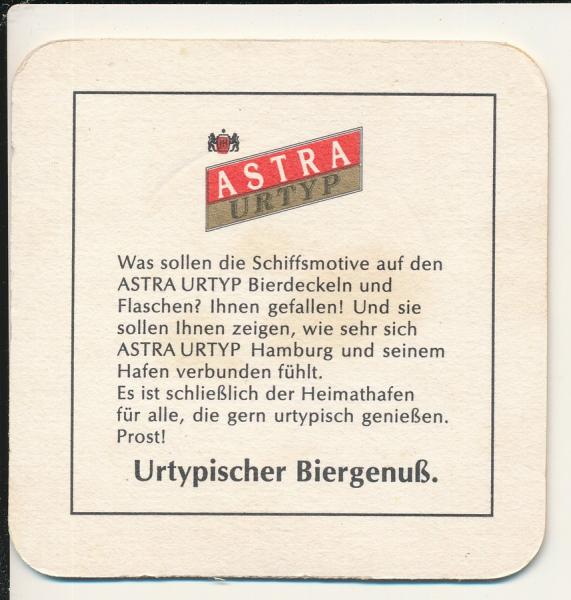 ASTRA
URTYP
Was sollen die Schiffsmotive auf den
ASTRA URTYP Bierdeckeln und
Flaschen? Ihnen gefallen! Und sie
sollen Ihnen zeigen, wie sehr sich
ASTRA URTYP Hamburg und seinem
Hafen verbunden fühlt.
Es ist schließlich der Heimathafen
für alle, die gern urtypisch genießen.
Prost!
Urtypischer Biergenuß.